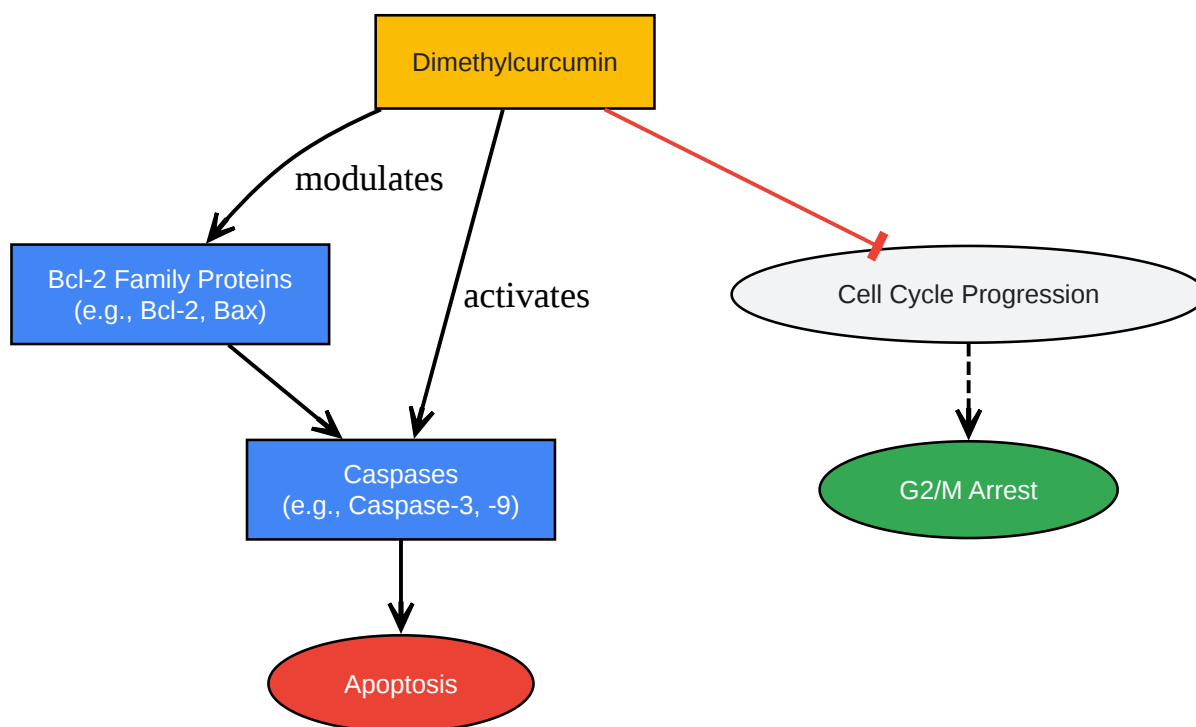 Dimethylcurcumin
modulates
Bcl-2 Family Proteins
(e.g., Bcl-2, Bax)
activates
Cell Cycle Progression
Caspases
(e.g., Caspase-3, -9)
G2/M Arrest
Apoptosis